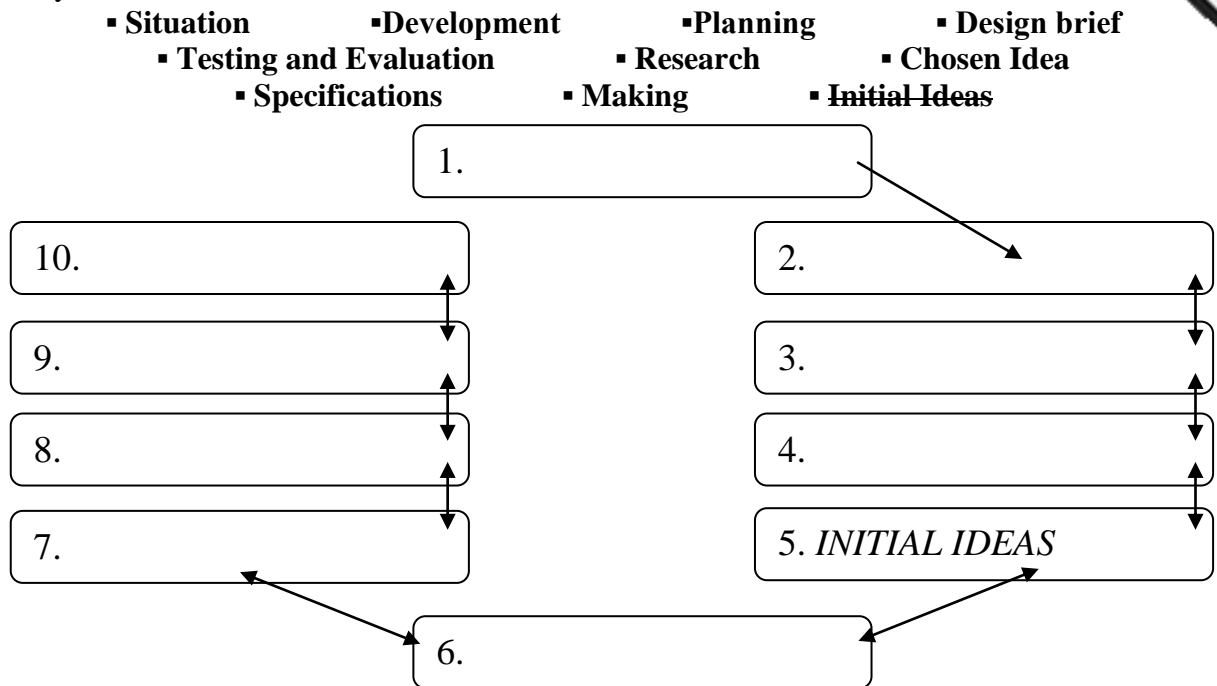 ▪ Situation ▪Development ▪Planning ▪ Design brief
▪ Testing and Evaluation ▪ Research ▪ Chosen Idea
▪ Specifications ▪ Making ▪ Initial Ideas
1.
10. 2.
9. 3.
8. 4.
7. 5. INITIAL IDEAS
6.